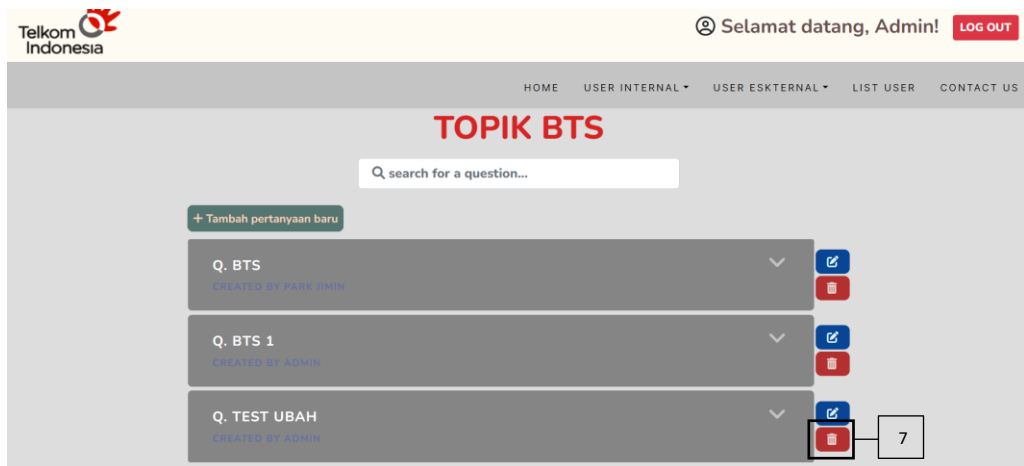 Telkom
Indonesia
Selamat datang, Admin! LOG OUT
HOME USER INTERNAL USER ESKTERNAL LIST USER CONTACT US
TOPIK BTS
search for a question...
+ Tambah pertanyaan baru
Q. BTS
CREATED BY PARK JIMIN
Q. BTS 1
CREATED BY ADMIN
Q. TEST UBAH
CREATED BY ADMIN
7